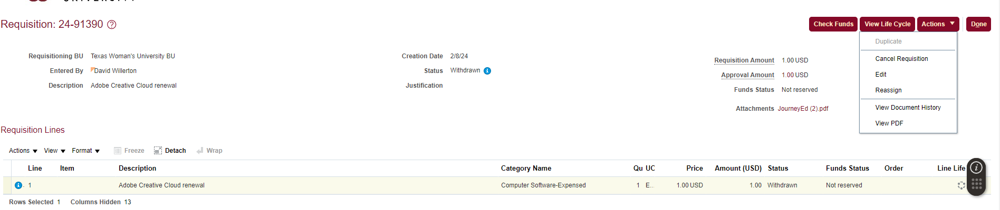 UNIVERSITY
Requisition: 24-91390
Check Funds View Life Cycle Actions Done
Duplicate
Cancel Requisition
Edit
Reassign
View Document History
View PDF
Requisitioning BU Texas Woman's University BU
Entered By David Willerton
Description Adobe Creative Cloud renewal
Creation Date 2/8/24
Status Withdrawn
Justification
Requisition Amount 1.00 USD
Approval Amount 1.00 USD
Funds Status Not reserved
Attachments JourneyEd (2).pdf
Requisition Lines
Actions View Format Freeze Detach Wrap
Line Item Description Category Name Qu UC Price Amount (USD) Status Funds Status Order Line Life
1 Adobe Creative Cloud renewal Computer Software-Expensed 1 E.. 1.00 USD 1.00 Withdrawn Not reserved
Rows Selected 1 Columns Hidden 13